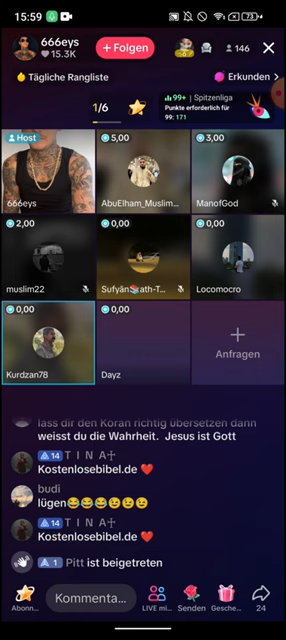 15:59
73
666eys
15.3K
+ Folgen
146
Tägliche Rangliste
Erkunden >
1/6
99+ | Spitzenliga
Punkte erforderlich für
99: 171
Host
666eys
5,00
AbuElham_Muslim...
3,00
ManofGod
2,00
muslim22
0,00
Sufyân📚ath-T...
0,00
Locomocro
0,00
Kurdzan78
0,00
Dayz
+
Anfragen
lass dir den Koran richtig übersetzen dann
weisst du die Wahrheit. Jesus ist Gott
14 T I N A☥
Kostenlosebibel.de ❤️
budi
lügen😂😂😂😉😉😉
14 T I N A☥
Kostenlosebibel.de ❤️
1 Pitt ist beigetreten
Kommenta...
Abonn...
LIVE mi...
Senden
Gesche...
24